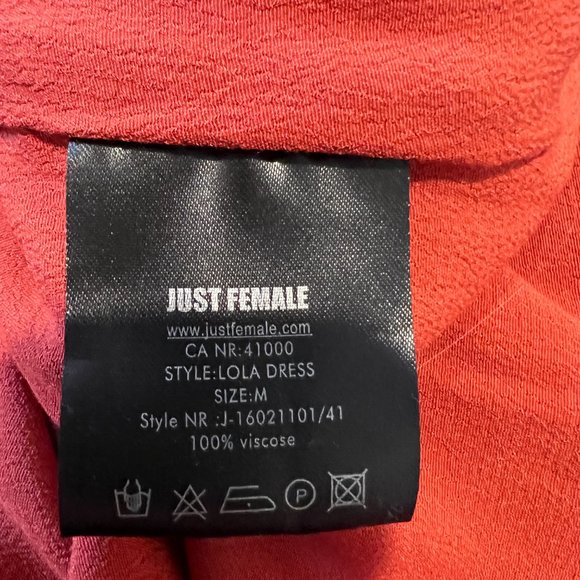 JUST FEMALE
www.justfemale.com
CA NR:41000
STYLE:LOLA DRESS
SIZE:M
Style NR :J-16021101/41
100% viscose
P